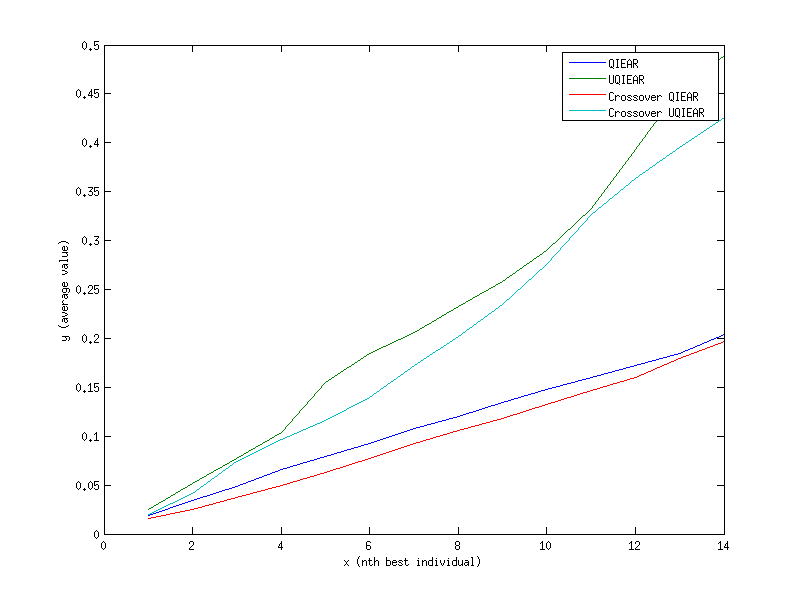 QIEAR
UQIEAR
Crossover QIEAR
Crossover UQIEAR
0.5
0.45
0.4
0.35
0.3
0.25
0.2
0.15
0.1
0.05
0
y (average value)
0 2 4 6 8 10 12 14
x (nth best individual)